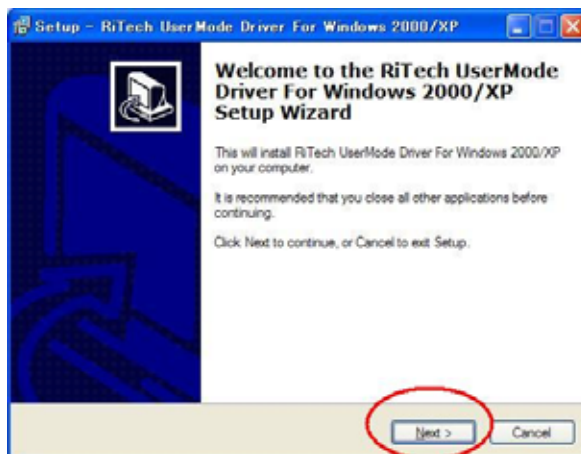 Setup - RiTech UserMode Driver For Windows 2000/XP
Welcome to the RiTech UserMode
Driver For Windows 2000/XP
Setup Wizard
This will install RiTech UserMode Driver For Windows 2000/XP
on your computer.
It is recommended that you close all other applications before
continuing.
Click Next to continue, or Cancel to exit Setup.
Next >
Cancel